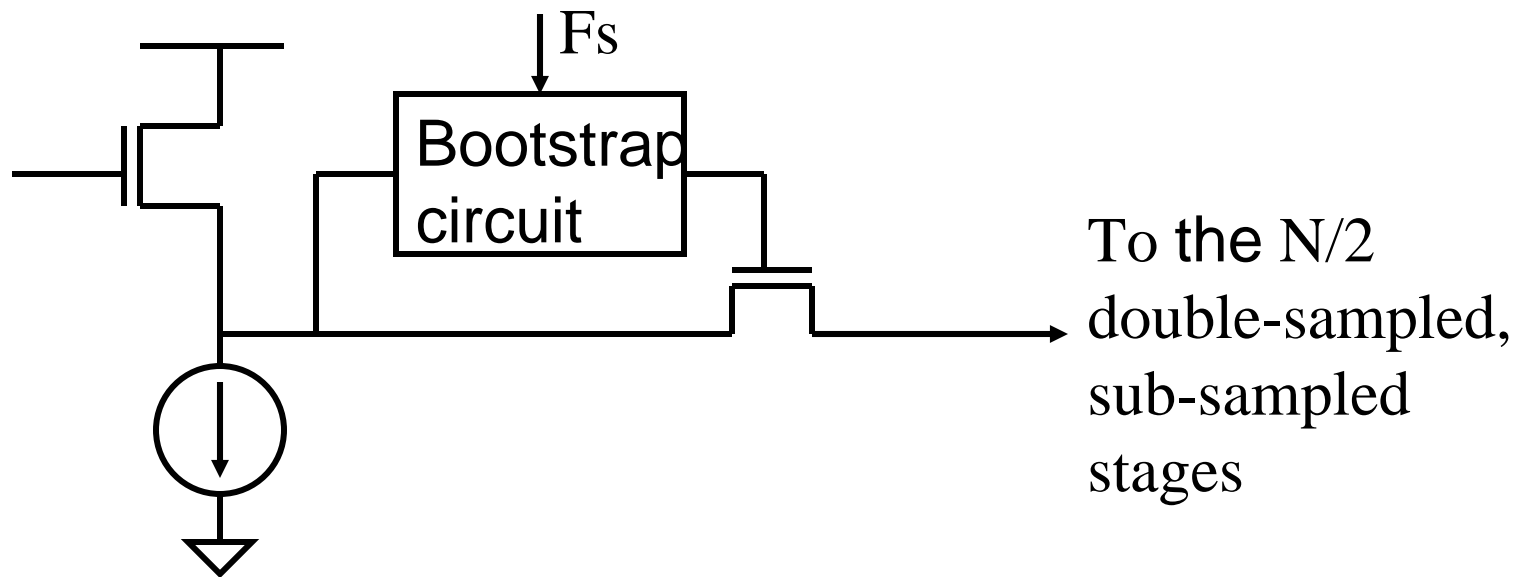 Fs
Bootstrap
circuit
To the N/2
double-sampled,
sub-sampled
stages